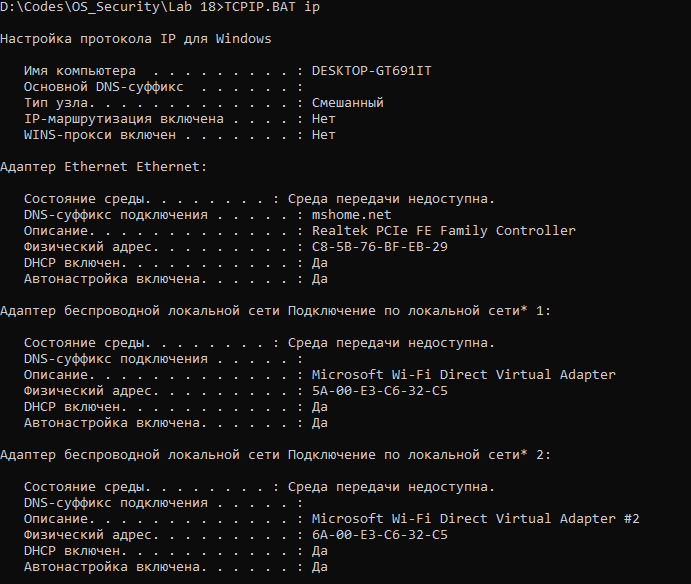 D:\Codes\OS_Security\Lab 18>TCPIP.BAT ip
Настройка протокола IP для Windows
Имя компьютера  . . . . . . . . . : DESKTOP-GT691IT
Основной DNS-суффикс  . . . . . . :
Тип узла. . . . . . . . . . . . . : Смешанный
IP-маршрутизация включена . . . . : Нет
WINS-прокси включен . . . . . . . : Нет
Адаптер Ethernet Ethernet:
Состояние среды. . . . . . . . : Среда передачи недоступна.
DNS-суффикс подключения . . . . . : mshome.net
Описание. . . . . . . . . . . . . : Realtek PCIe FE Family Controller
Физический адрес. . . . . . . . . : C8-5B-76-BF-EB-29
DHCP включен. . . . . . . . . . . : Да
Автонастройка включена. . . . . . : Да
Адаптер беспроводной локальной сети Подключение по локальной сети* 1:
Состояние среды. . . . . . . . : Среда передачи недоступна.
DNS-суффикс подключения . . . . . :
Описание. . . . . . . . . . . . . : Microsoft Wi-Fi Direct Virtual Adapter
Физический адрес. . . . . . . . . : 5A-00-E3-C6-32-C5
DHCP включен. . . . . . . . . . . : Да
Автонастройка включена. . . . . . : Да
Адаптер беспроводной локальной сети Подключение по локальной сети* 2:
Состояние среды. . . . . . . . : Среда передачи недоступна.
DNS-суффикс подключения . . . . . :
Описание. . . . . . . . . . . . . : Microsoft Wi-Fi Direct Virtual Adapter #2
Физический адрес. . . . . . . . . : 6A-00-E3-C6-32-C5
DHCP включен. . . . . . . . . . . : Да
Автонастройка включена. . . . . . : Да